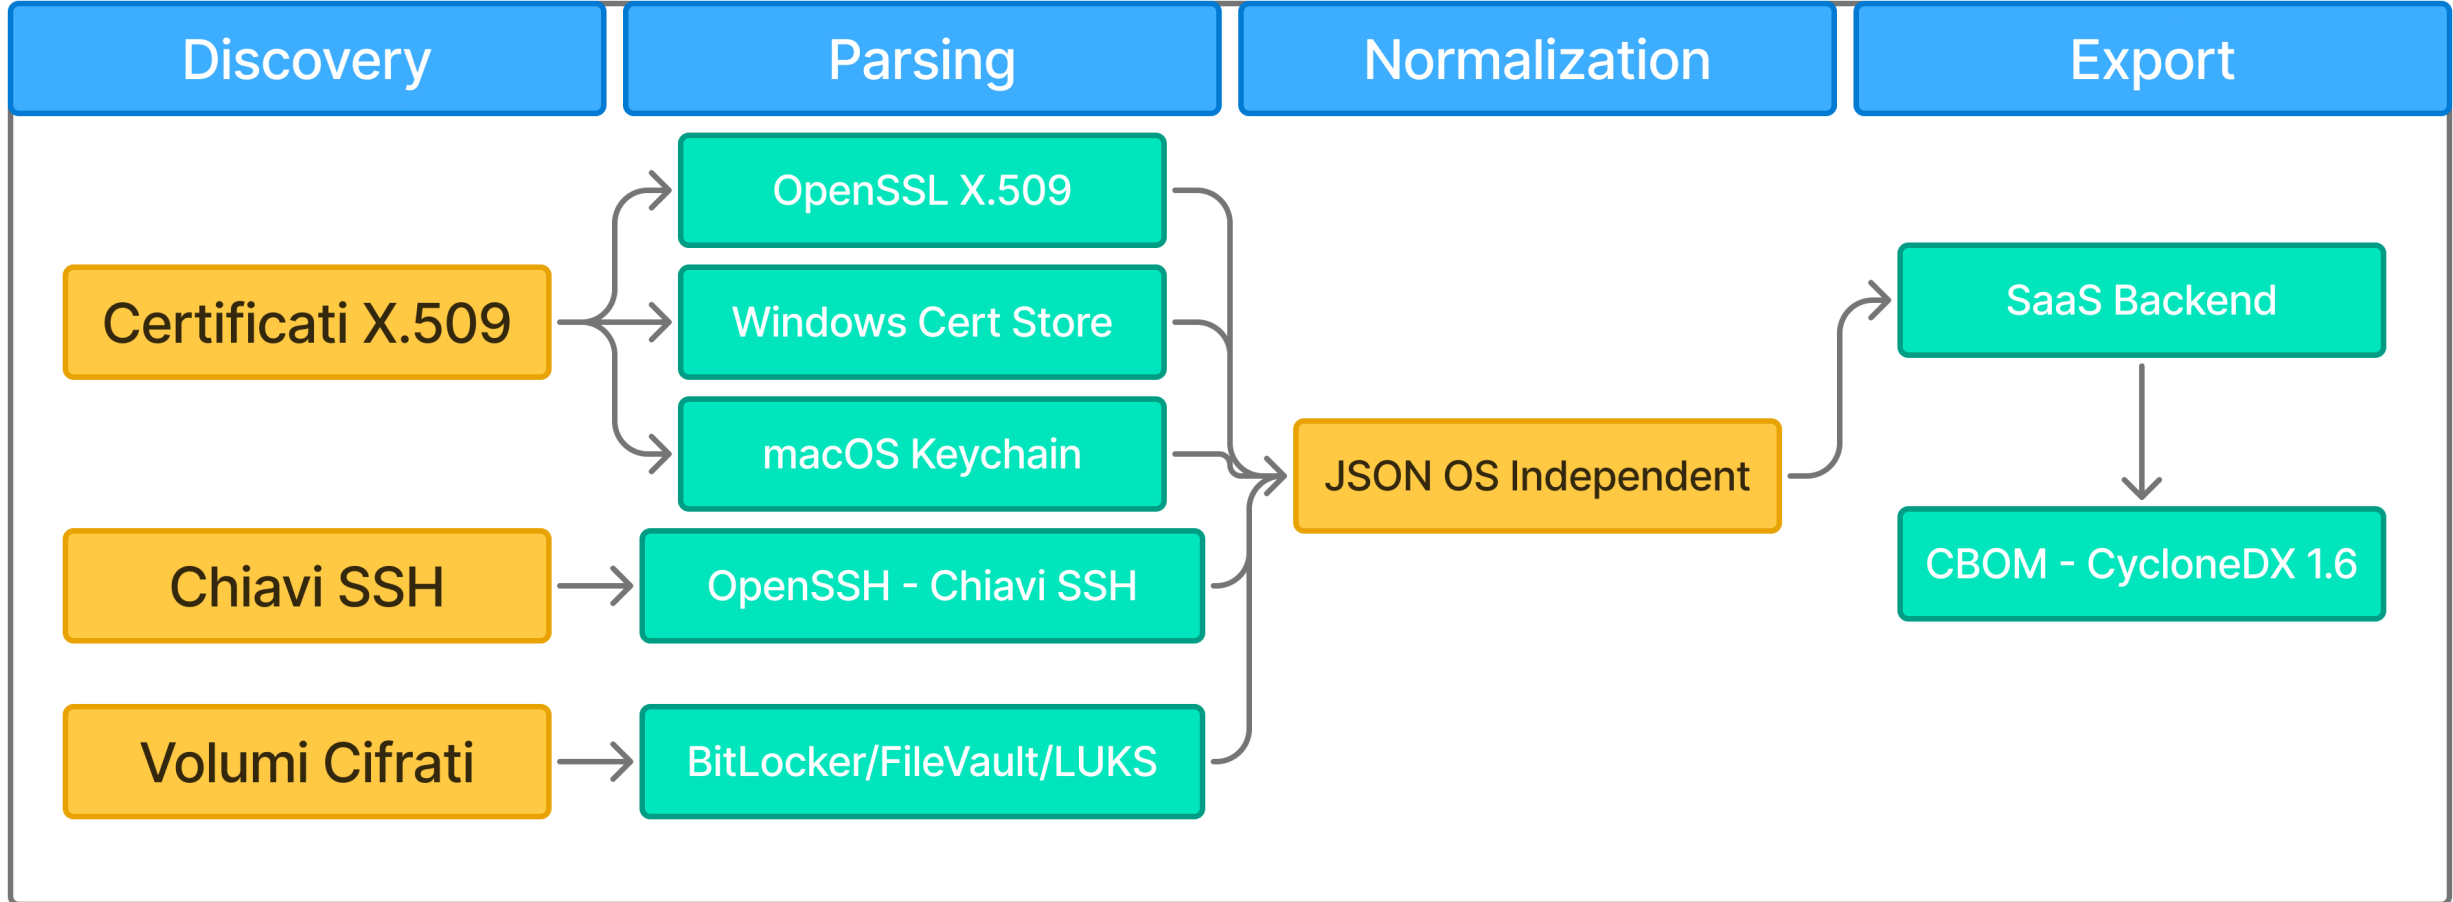 Discovery
Parsing
Normalization
Export
OpenSSL X.509
Certificati X.509
Windows Cert Store
macOS Keychain
Chiavi SSH
OpenSSH - Chiavi SSH
Volumi Cifrati
BitLocker/FileVault/LUKS
JSON OS Independent
SaaS Backend
CBOM - CycloneDX 1.6